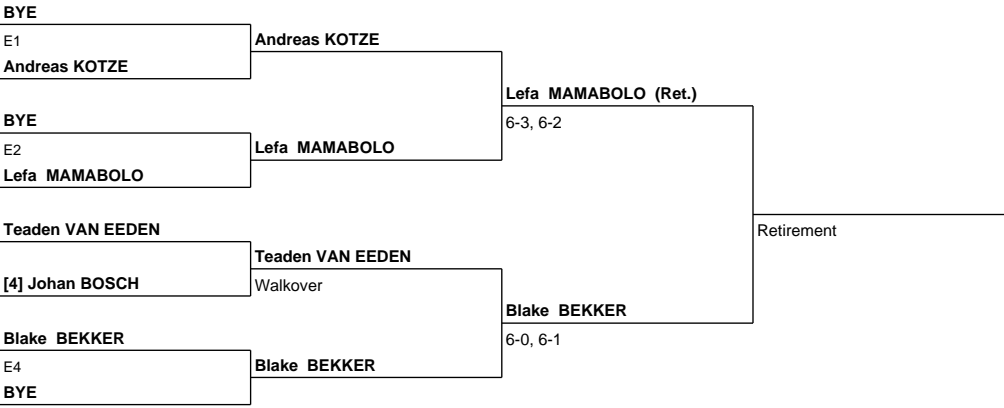 BYE
E1
Andreas KOTZE
Andreas KOTZE
BYE
E2
Lefa MAMABOLO
Lefa MAMABOLO
Lefa MAMABOLO (Ret.)
6-3, 6-2
Teaden VAN EEDEN
[4] Johan BOSCH
Teaden VAN EEDEN
Walkover
Blake BEKKER
E4
BYE
Blake BEKKER
Blake BEKKER
6-0, 6-1
Retirement